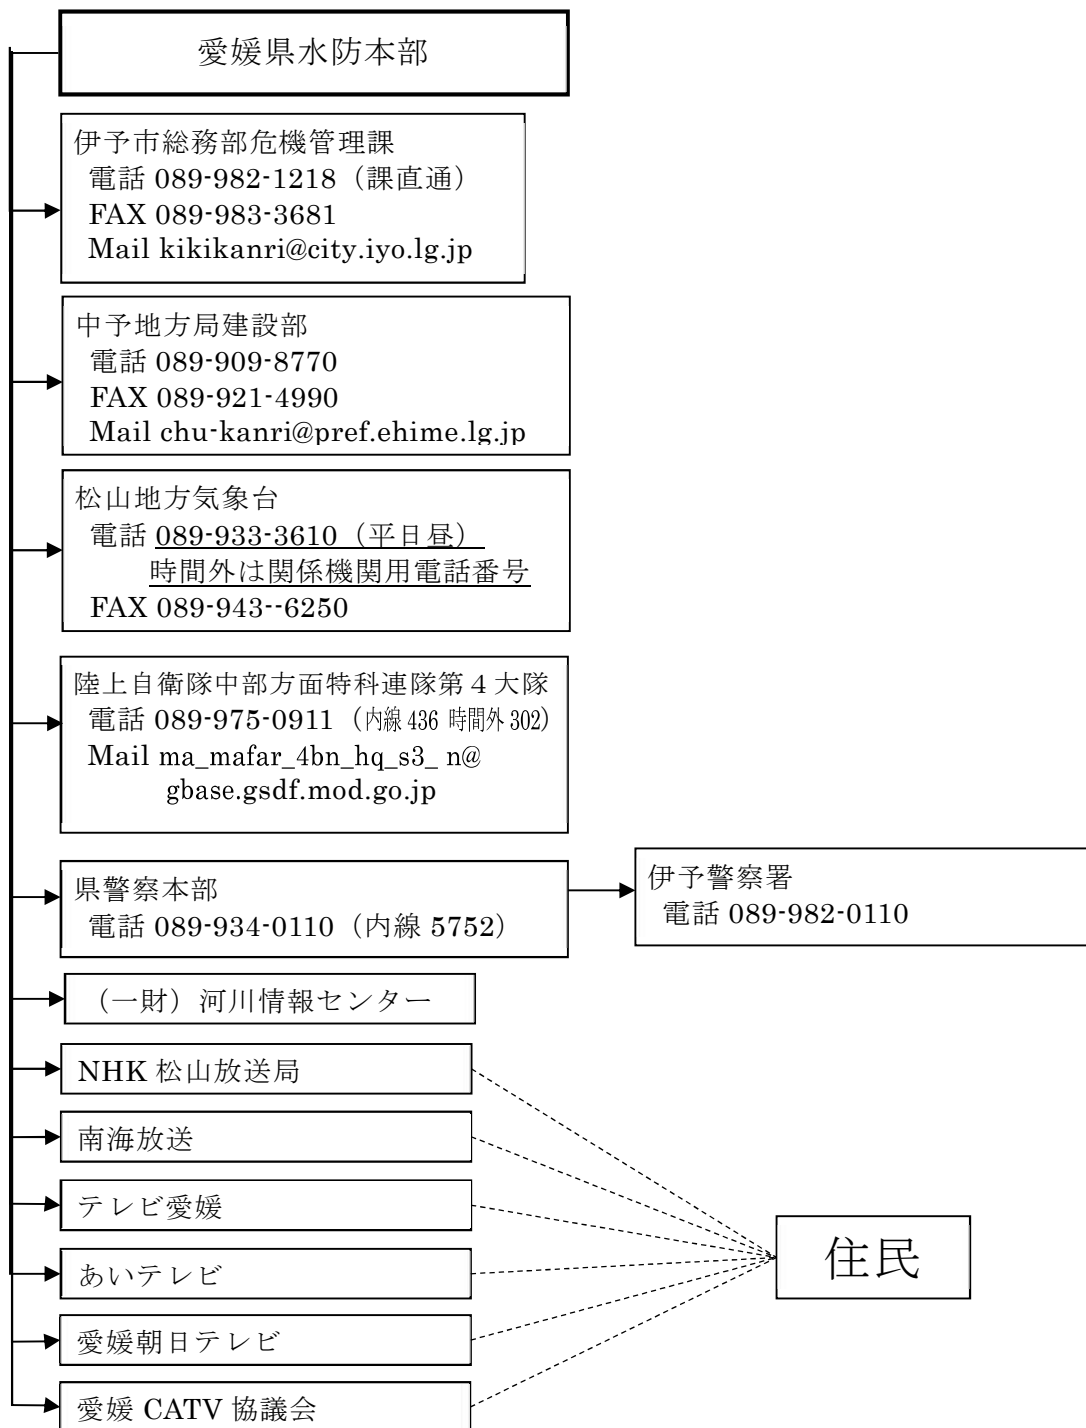 愛媛県水防本部
伊予市総務部危機管理課
電話 089-982-1218（課直通）
FAX 089-983-3681
Mail kikikanri@city.iyo.lg.jp
中予地方局建設部
電話 089-909-8770
FAX 089-921-4990
Mail chu-kanri@pref.ehime.lg.jp
松山地方気象台
電話 089-933-3610（平日昼）
時間外は関係機関用電話番号
FAX 089-943--6250
陸上自衛隊中部方面特科連隊第４大隊
電話 089-975-0911（内線 436 時間外 302）
Mail ma_mafar_4bn_hq_s3_ n@
gbase.gsdf.mod.go.jp
県警察本部
電話 089-934-0110（内線 5752）
伊予警察署
電話 089-982-0110
（一財）河川情報センター
NHK 松山放送局
南海放送
テレビ愛媛
あいテレビ
愛媛朝日テレビ
愛媛 CATV 協議会
住民